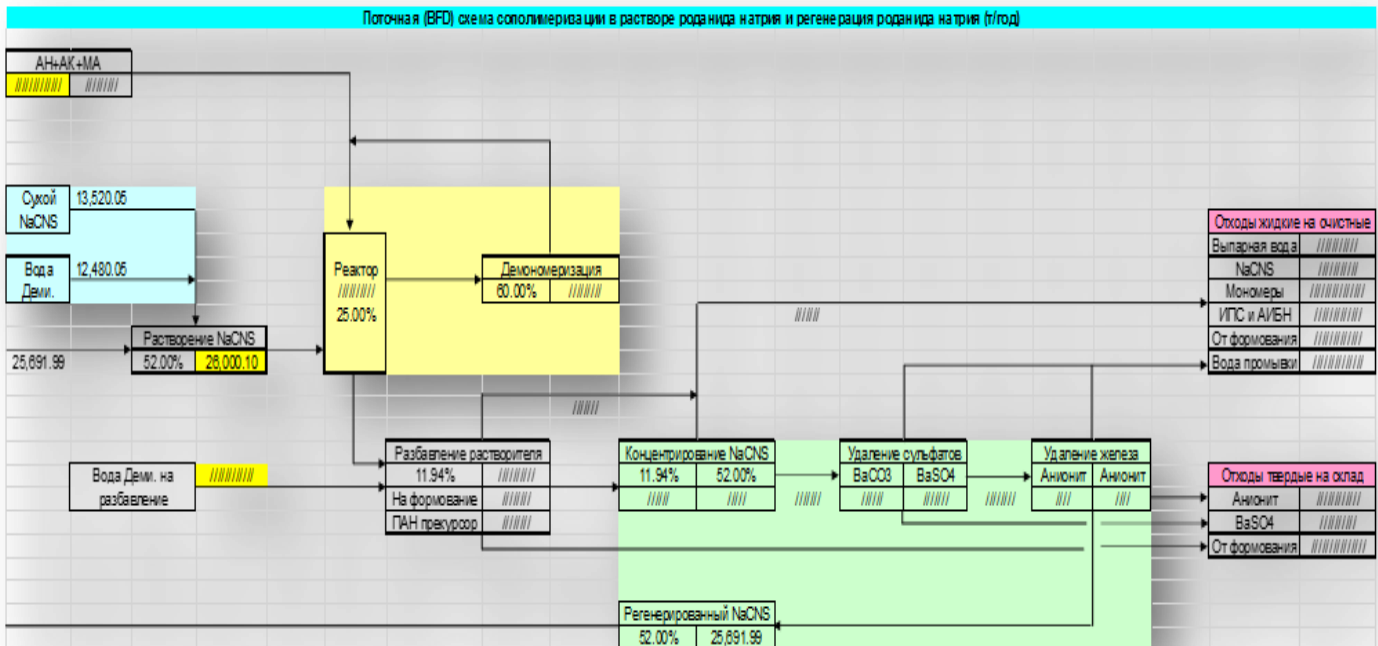 Поточная (BFD) схема сополимеризации в растворе роданида натрия и регенерация роданида натрия (т/год)
АН+АК+МА
////////////// /////////
Сухой NaCNS
13,520.05
Вода Деми.
12,480.05
25,691.99
Растворение NaCNS
52.00% 26,000.10
Реактор
//////////
25.00%
Демономеризация
60.00% /////////
Отходы жидкие на очистные
Выпарная вода ///////////
NaCNS ///////////
Мономеры ///////////////
ИПС и АИБН /////////////
От формования /////////////
Вода промывки //////////////
///////
////////
Вода Деми. на разбавление
////////////
Разбавление растворителя
11.94% //////////
На формование ////////
ПАН прекурсор ////////
Концентрирование NaCNS
11.94% 52.00%
////// /////
///////
Удаление сульфатов
BaCO3 BaSO4
////// ///////
////////
Удаление железа
Анионит Анионит
//// ////
Отходы твердые на склад
Анионит ////////////
BaSO4 //////////
От формования ///////////////
Регенерированный NaCNS
52.00% 25,691.99